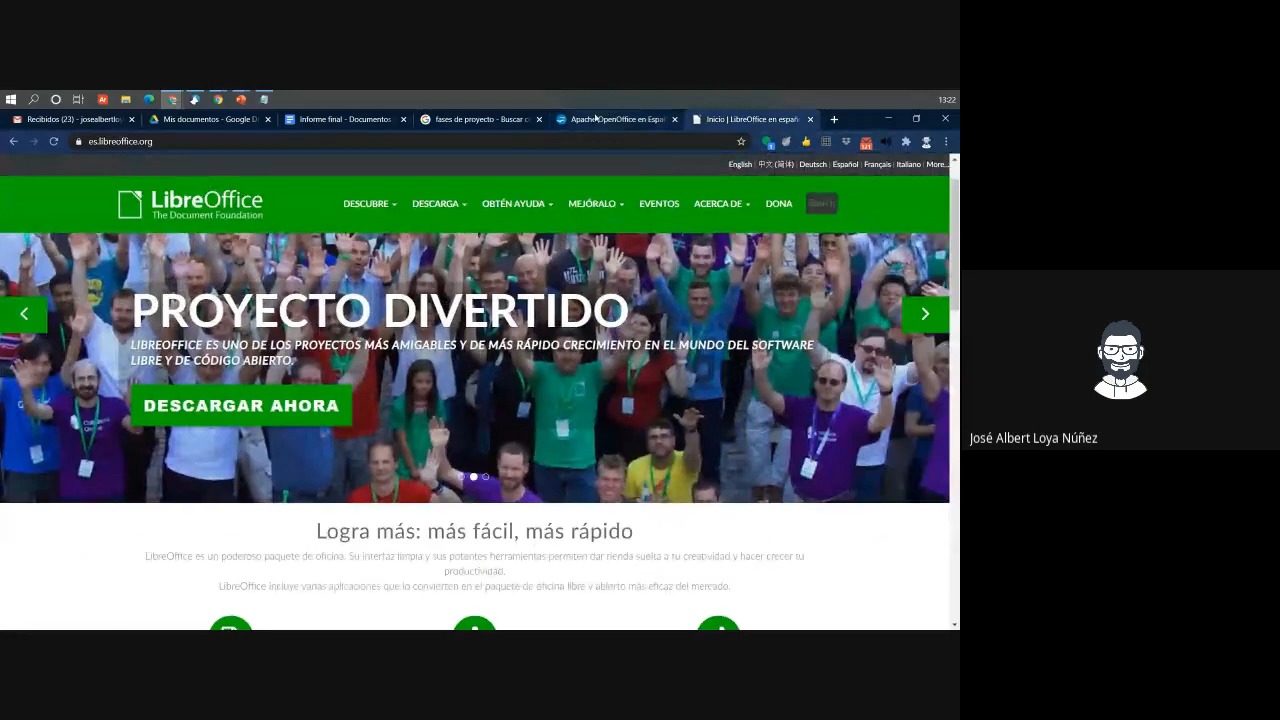 13:22
Recibidos (23) - josealbertlo
Mis documentos - Google D
Informe final - Documentos
fases de proyecto - Buscar c
Apache OpenOffice en Espa
Inicio | LibreOffice en españ
es.libreoffice.org
English | 中文 (简体) | Deutsch | Español | Français | Italiano | More...
LibreOffice
The Document Foundation
DESCUBRE
DESCARGA
OBTÉN AYUDA
MEJÓRALO
EVENTOS
ACERCA DE
DONA
PROYECTO DIVERTIDO
LIBREOFFICE ES UNO DE LOS PROYECTOS MÁS AMIGABLES Y DE MÁS RÁPIDO CRECIMIENTO EN EL MUNDO DEL SOFTWARE
LIBRE Y DE CÓDIGO ABIERTO.
DESCARGAR AHORA
Logra más: más fácil, más rápido
LibreOffice es un poderoso paquete de oficina. Su interfaz limpia y sus potentes herramientas permiten dar rienda suelta a tu creatividad y hacer crecer tu
productividad.
LibreOffice incluye varias aplicaciones que lo convierten en el paquete de oficina libre y abierto más eficaz del mercado.
José Albert Loya Núñez